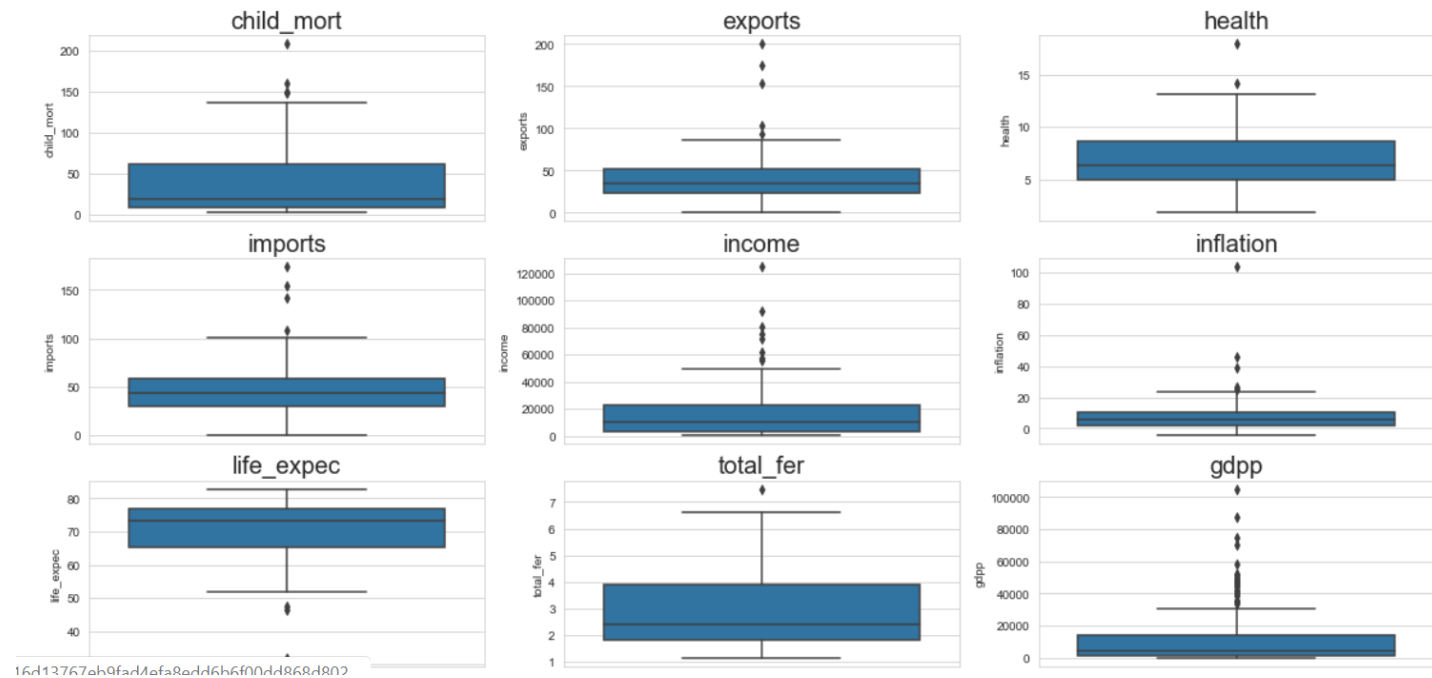 child_mort
200
150
100
50
0
child_mort
exports
200
150
100
50
0
exports
health
15
10
5
health
imports
150
100
50
0
imports
income
120000
100000
80000
60000
40000
20000
0
income
inflation
100
80
60
40
20
0
inflation
life_expec
80
70
60
50
40
life_expec
total_fer
7
6
5
4
3
2
1
total_fer
gdpp
100000
80000
60000
40000
20000
0
gdpp
16d13767eb9fad4efa8edd6b6f00dd868d802